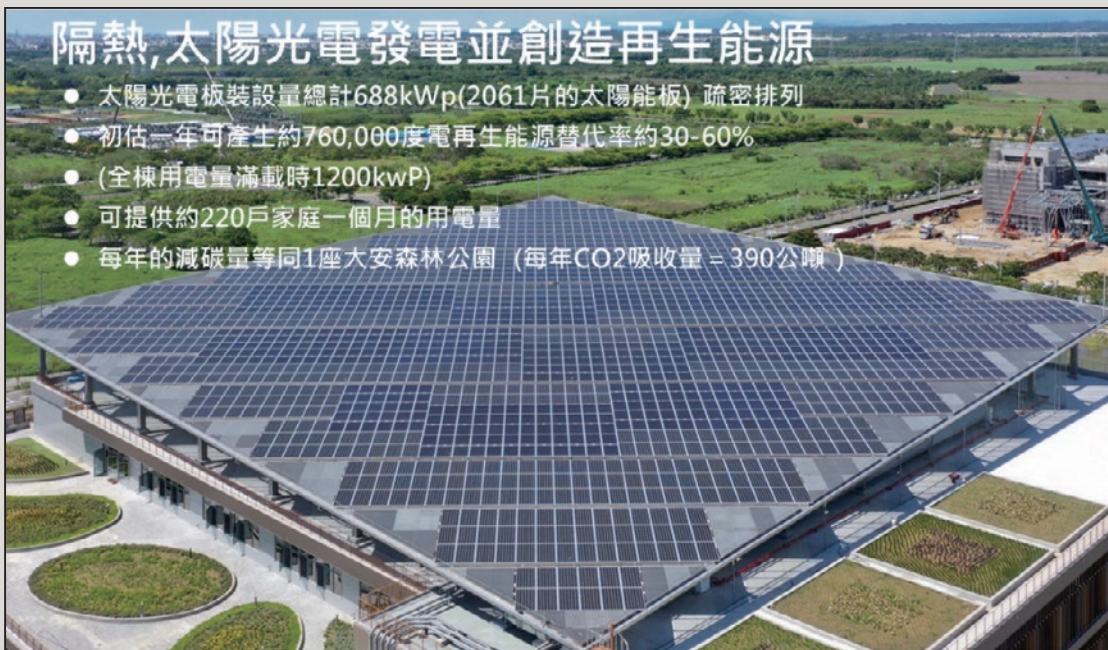 隔熱,太陽光電發電並創造再生能源
● 太陽光電板裝設量總計688kWp(2061片的太陽能板) 疏密排列
● 初估一年可產生約760,000度電再生能源替代率約30-60%
● (全棟用電量滿載時1200kwP)
● 可提供約220戶家庭一個月的用電量
● 每年的減碳量等同1座大安森林公園 (每年CO2吸收量=390公噸 )